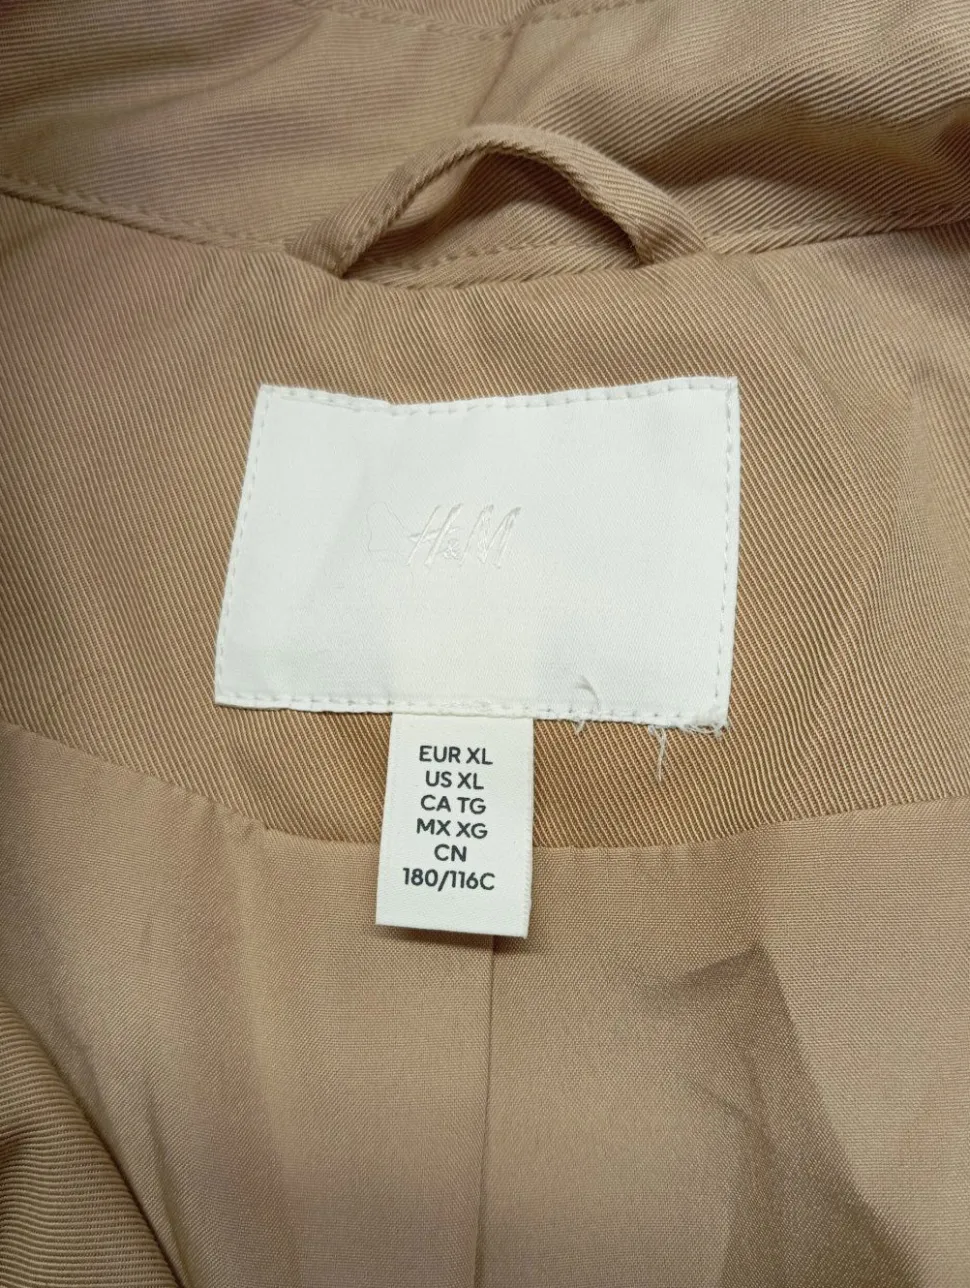 H&M
EUR XL
US XL
CA TG
MX XG
CN
180/116C